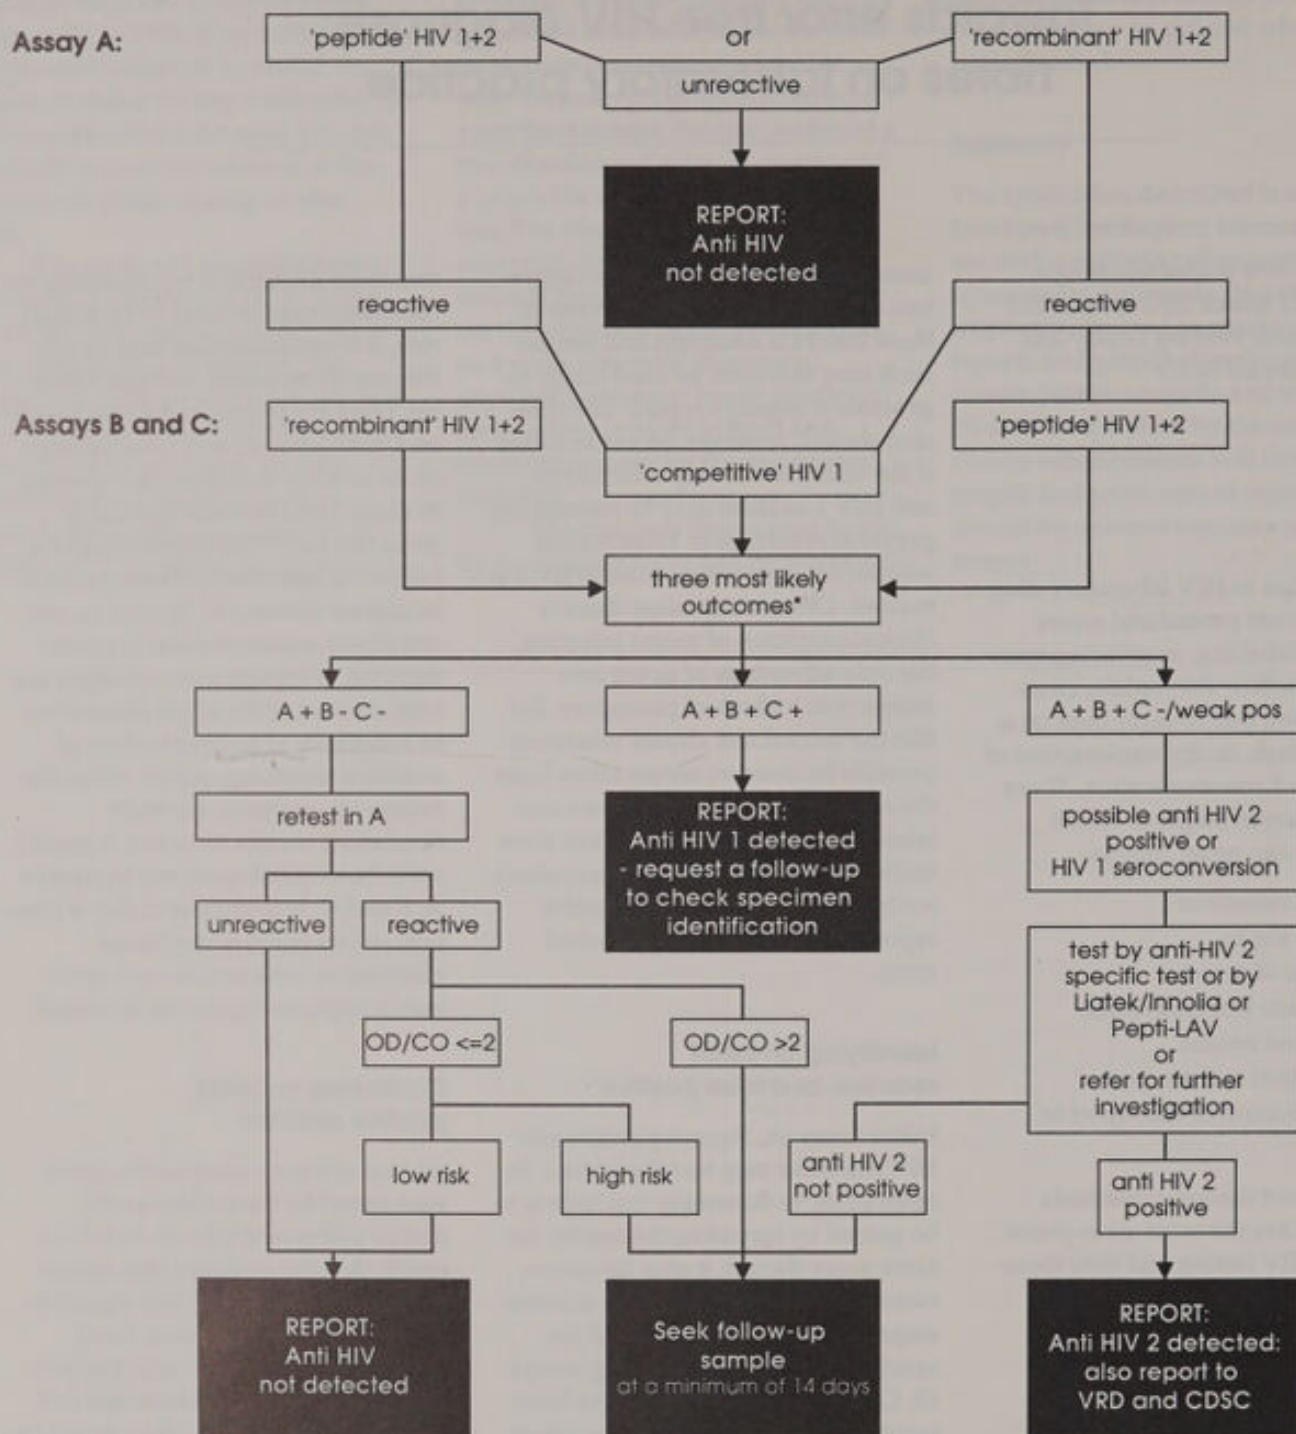 Assay A:
'peptide' HIV 1+2
or
'recombinant' HIV 1+2
unreactive
REPORT:
Anti HIV
not detected
reactive
reactive
Assays B and C:
'recombinant' HIV 1+2
'peptide" HIV 1+2
'competitive' HIV 1
three most likely
outcomes*
A + B - C -
A + B + C +
A + B + C -/weak pos
retest in A
REPORT:
Anti HIV 1 detected
- request a follow-up
to check specimen
identification
possible anti HIV 2
positive or
HIV 1 seroconversion
unreactive
reactive
test by anti-HIV 2
specific test or by
Liatek/Innolia or
Pepti-LAV
or
refer for further
investigation
OD/CO <=2
OD/CO >2
low risk
high risk
anti HIV 2
not positive
anti HIV 2
positive
REPORT:
Anti HIV
not detected
Seek follow-up
sample
at a minimum of 14 days
REPORT:
Anti HIV 2 detected:
also report to
VRD and CDSC